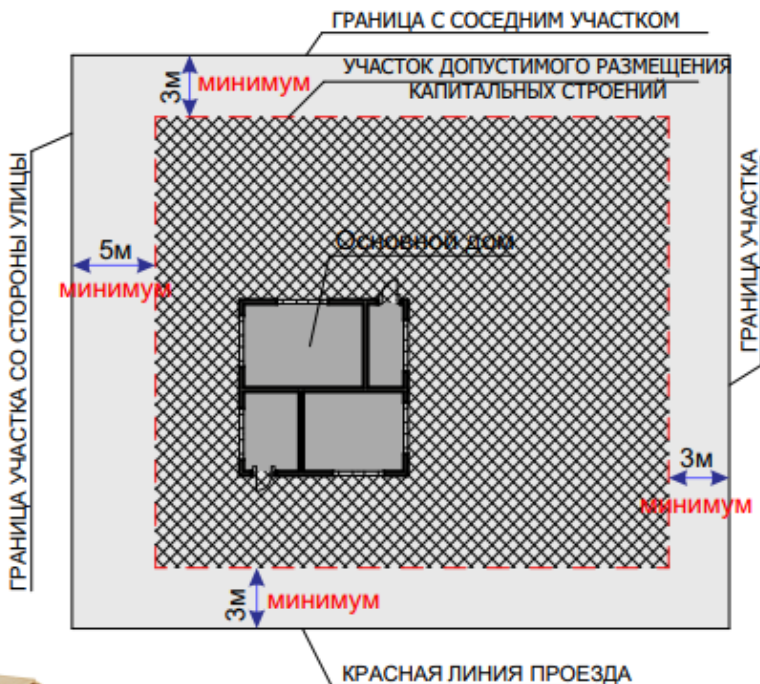 ГРАНИЦА С СОСЕДНИМ УЧАСТКОМ
УЧАСТОК ДОПУСТИМОГО РАЗМЕЩЕНИЯ
КАПИТАЛЬНЫХ СТРОЕНИЙ
3м
минимум
ГРАНИЦА УЧАСТКА СО СТОРОНЫ УЛИЦЫ
5м
минимум
Основной дом
ГРАНИЦА УЧАСТКА
3м
минимум
3м
минимум
КРАСНАЯ ЛИНИЯ ПРОЕЗДА